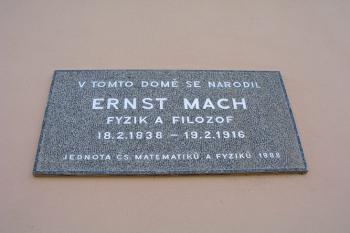 V TOMTO DOMĚ SE NARODIL
ERNST MACH
FYZIK A FILOZOF
18.2.1838 – 19.2.1916
JEDNOTA ČS. MATEMATIKŮ A FYZIKŮ 1988